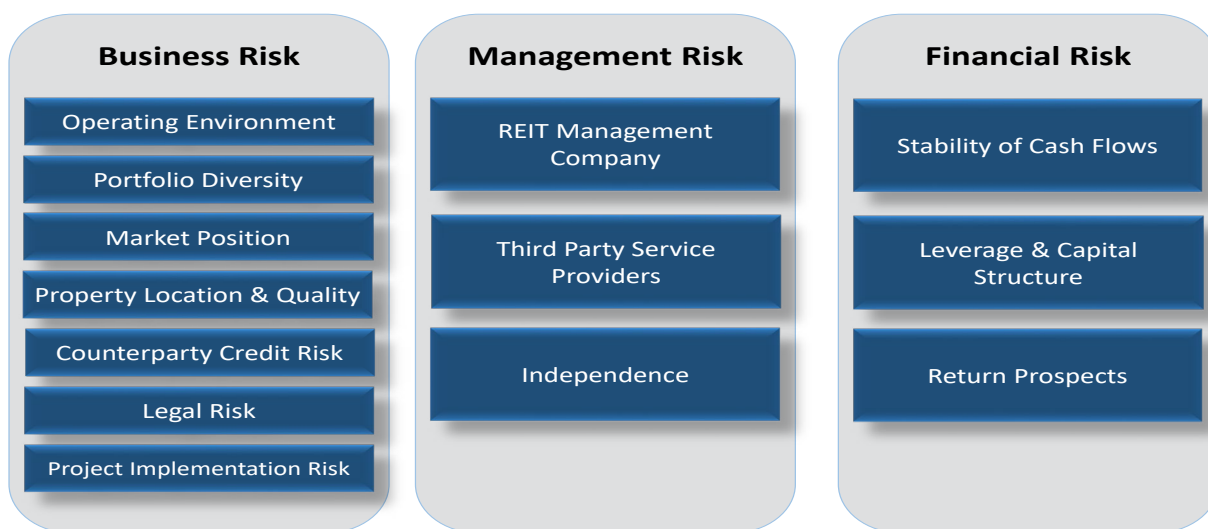 Business Risk
Operating Environment
Portfolio Diversity
Market Position
Property Location & Quality
Counterparty Credit Risk
Legal Risk
Project Implementation Risk
Management Risk
REIT Management
Company
Third Party Service
Providers
Independence
Financial Risk
Stability of Cash Flows
Leverage & Capital
Structure
Return Prospects